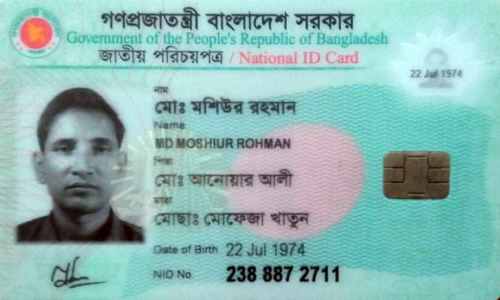 গণপ্রজাতন্ত্রী বাংলাদেশ সরকার
Government of the People's Republic of Bangladesh
জাতীয় পরিচয়পত্র / National ID Card
22 Jul 1974
নাম
মোঃ মশিউর রহমান
Name
MD MOSHIUR ROHMAN
পিতা
মোঃ আনোয়ার আলী
মাতা
মোছাঃ মোফেজা খাতুন
Date of Birth 22 Jul 1974
NID No. 238 887 2711